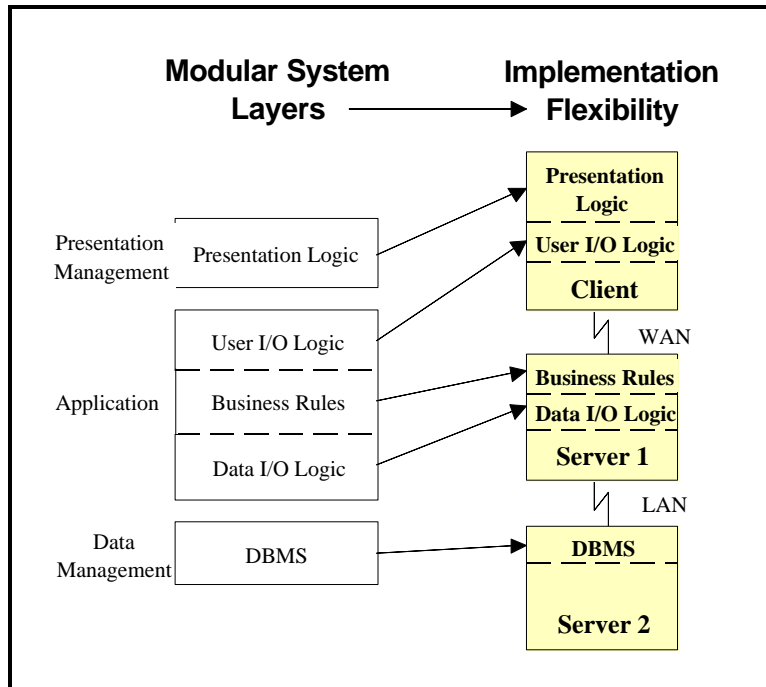 Modular System
Layers
Implementation
Flexibility
Presentation
Management
Presentation Logic
Application
User I/O Logic
Business Rules
Data I/O Logic
Data
Management
DBMS
Presentation
Logic
User I/O Logic
Client
WAN
Business Rules
Data I/O Logic
Server 1
LAN
DBMS
Server 2